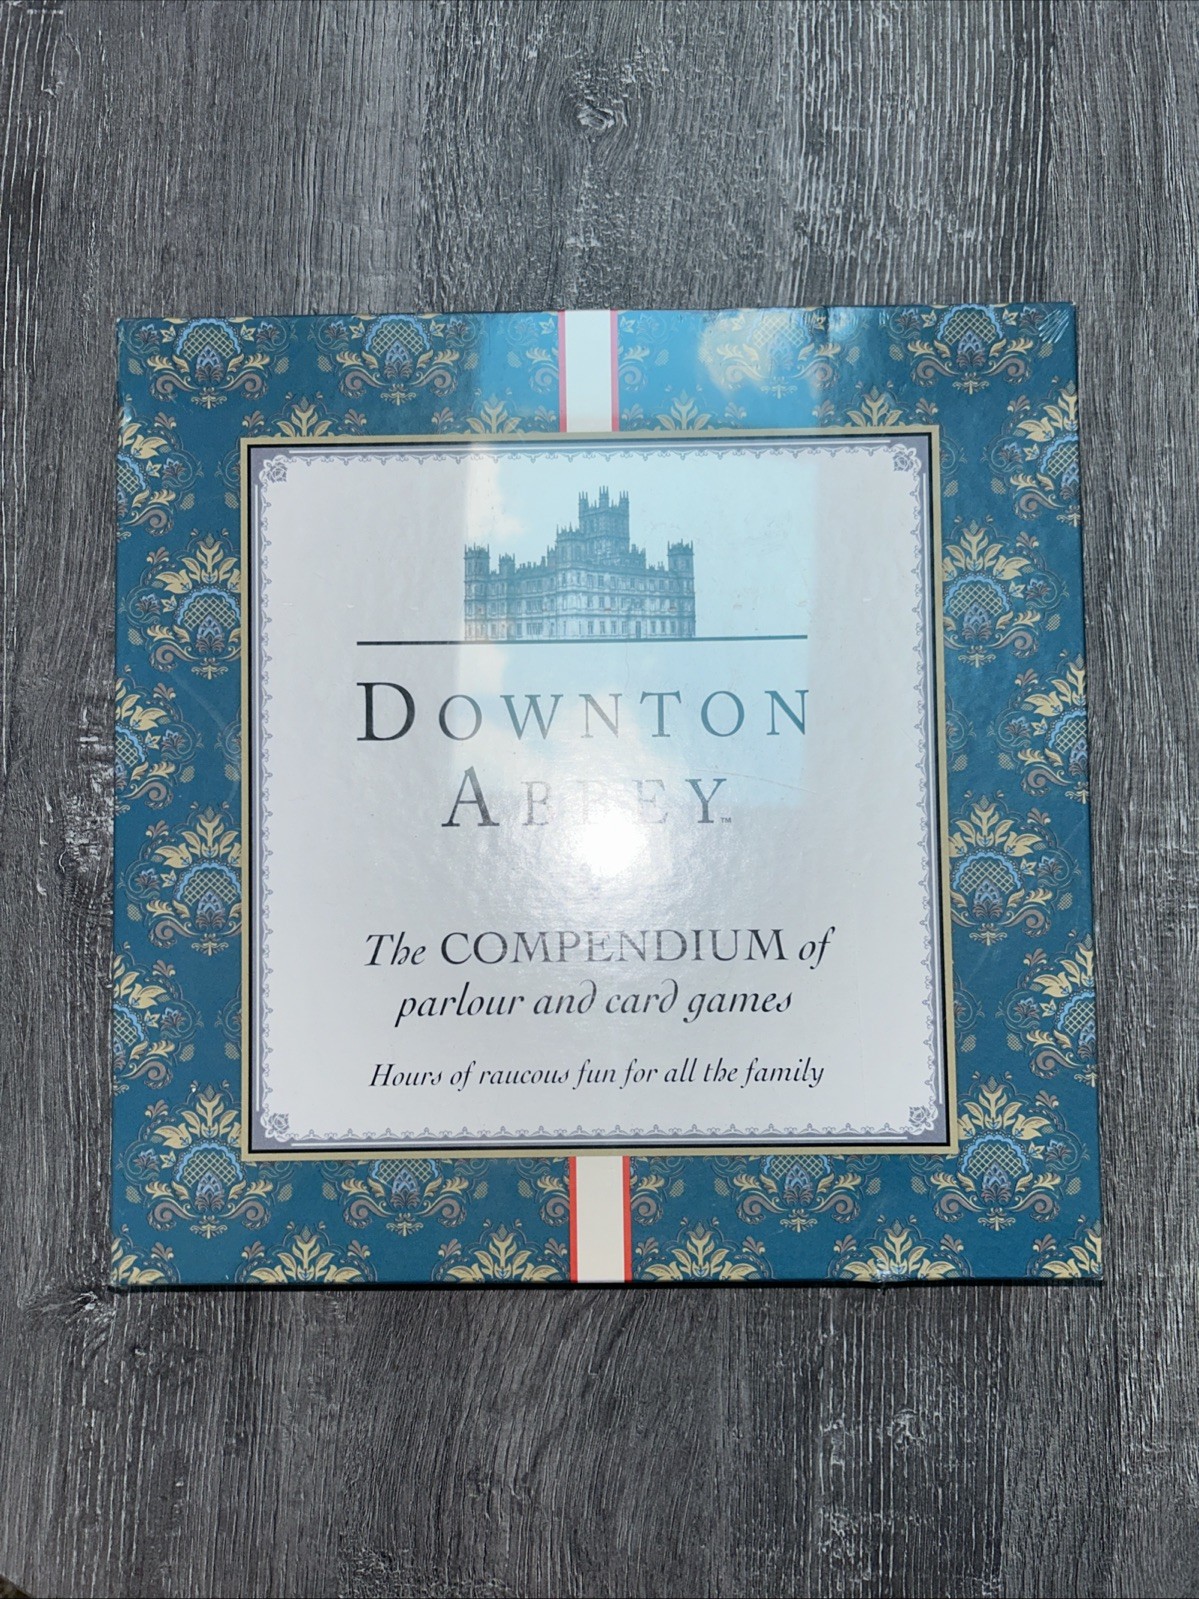 DOWNTON
ABBEY™
The COMPENDIUM of
parlour and card games
Hours of raucous fun for all the family